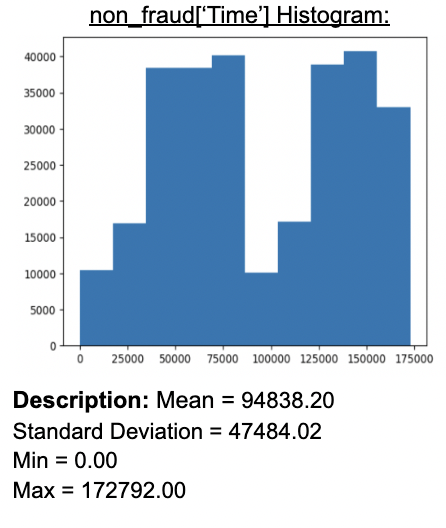 non_fraud[‘Time’] Histogram:
40000
35000
30000
25000
20000
15000
10000
5000
0
0 25000 50000 75000 100000 125000 150000 175000
Description: Mean = 94838.20
Standard Deviation = 47484.02
Min = 0.00
Max = 172792.00